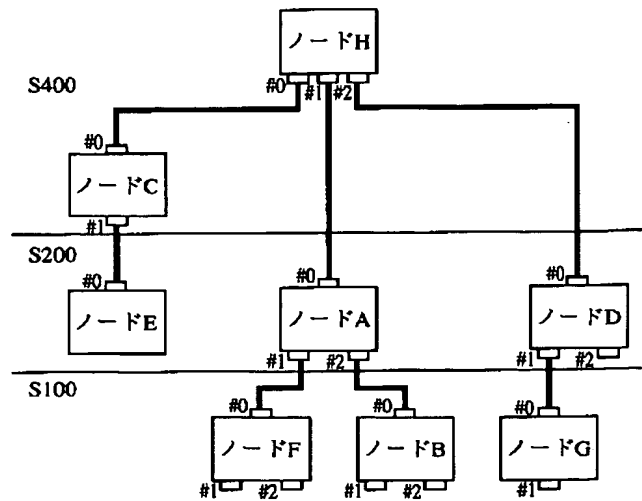 ノードH
#0 #1 #2
S400
#0
ノードC
#1
S200
#0 #0 #0
ノードE ノードA ノードD
#1 #2 #1 #2
S100
#0 #0 #0
ノードF ノードB ノードG
#1 #2 #1 #2 #1